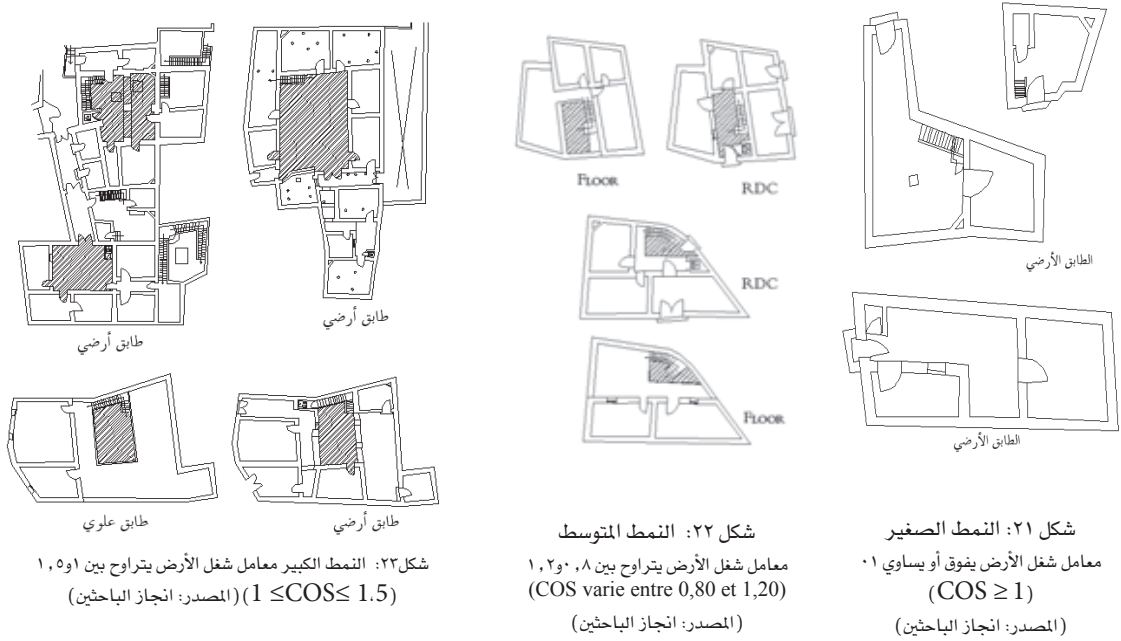 الطابق الأرضي
الطابق الأرضي
شكل ٢١: النمط الصغير
معامل شغل الأرض يفوق أو يساوي ٠١
(COS ≥ 1)
(المصدر: انجاز الباحثين)
FLOOR
RDC
RDC
FLOOR
شكل ٢٢: النمط المتوسط
معامل شغل الأرض يتراوح بين ٠,٨و١,٢
(COS varie entre 0,80 et 1,20)
(المصدر: انجاز الباحثين)
طابق أرضي
طابق أرضي
طابق أرضي
طابق علوي
شكل٢٣: النمط الكبير معامل شغل الأرض يتراوح بين ١و١,٥
(1 ≤COS≤ 1.5) (المصدر: انجاز الباحثين)